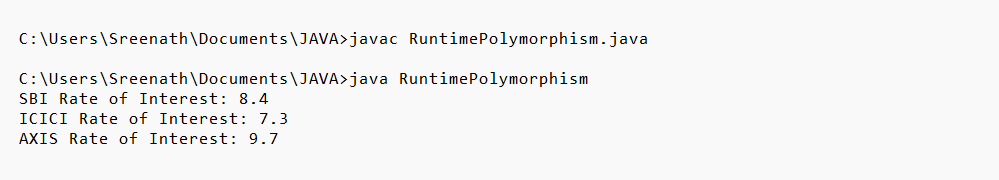 C:\Users\Sreenath\Documents\JAVA>javac RuntimePolymorphism.java
C:\Users\Sreenath\Documents\JAVA>java RuntimePolymorphism
SBI Rate of Interest: 8.4
ICICI Rate of Interest: 7.3
AXIS Rate of Interest: 9.7